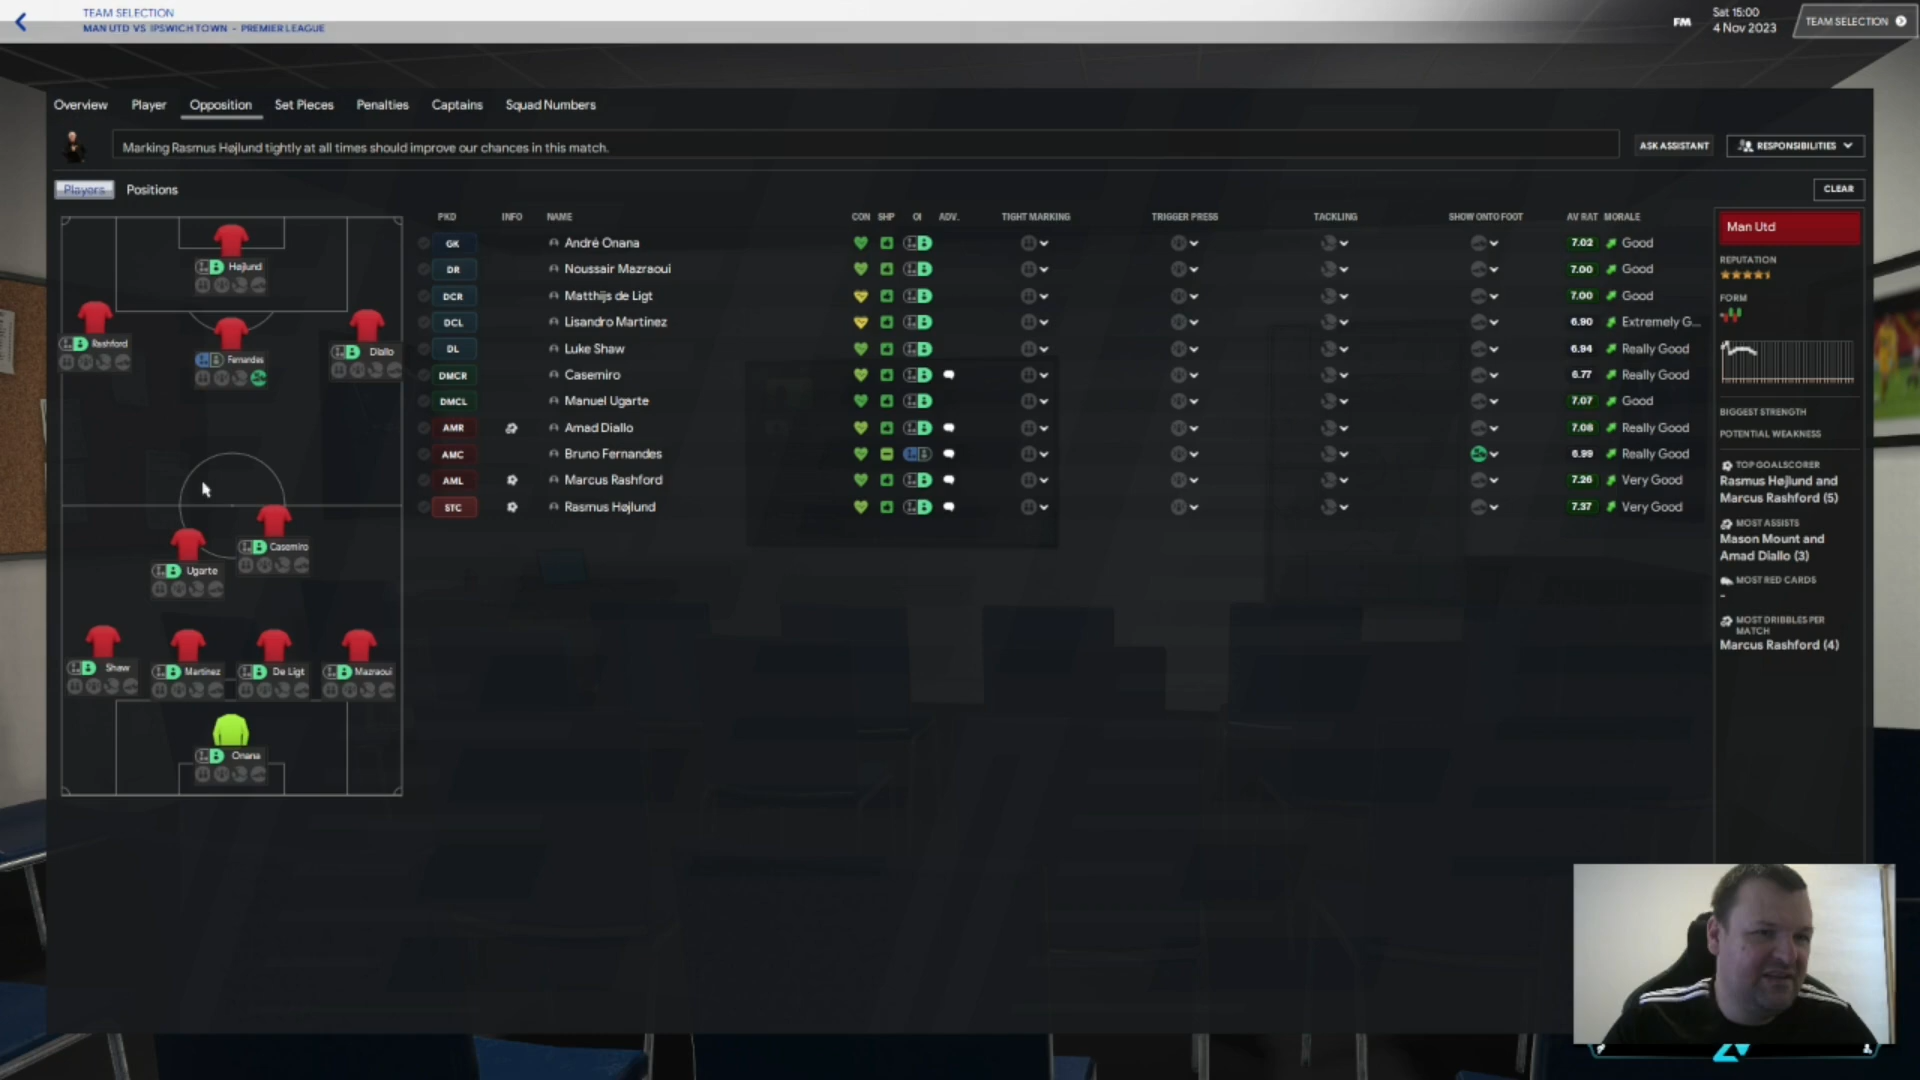 TEAM SELECTION
MAN UTD VS IPSWICH TOWN - PREMIER LEAGUE
FM
Sat 15:00
4 Nov 2023
TEAM SELECTION
Overview Player Opposition Set Pieces Penalties Captains Squad Numbers
Marking Rasmus Højlund tightly at all times should improve our chances in this match.
ASK ASSISTANT
RESPONSIBILITIES
Players Positions
CLEAR
PKD INFO NAME CON SHP OI ADV. TIGHT MARKING TRIGGER PRESS TACKLING SHOW ONTO FOOT AV RAT MORALE
GK André Onana 7.02 Good
DR Noussair Mazraoui 7.00 Good
DCR Matthijs de Ligt 7.00 Good
DCL Lisandro Martínez 6.90 Extremely G...
DL Luke Shaw 6.94 Really Good
DMCR Casemiro 6.77 Really Good
DMCL Manuel Ugarte 7.07 Good
AMR Amad Diallo 7.08 Really Good
AMC Bruno Fernandes 6.99 Really Good
AML Marcus Rashford 7.26 Very Good
STC Rasmus Højlund 7.37 Very Good
Højlund
Rashford
Fernandes
Diallo
Casemiro
Ugarte
Shaw
Martínez
De Ligt
Mazraoui
Onana
Man Utd
REPUTATION
FORM
BIGGEST STRENGTH
POTENTIAL WEAKNESS
TOP GOALSCORER
Rasmus Højlund and
Marcus Rashford (5)
MOST ASSISTS
Mason Mount and
Amad Diallo (3)
MOST RED CARDS
-
MOST DRIBBLES PER
MATCH
Marcus Rashford (4)